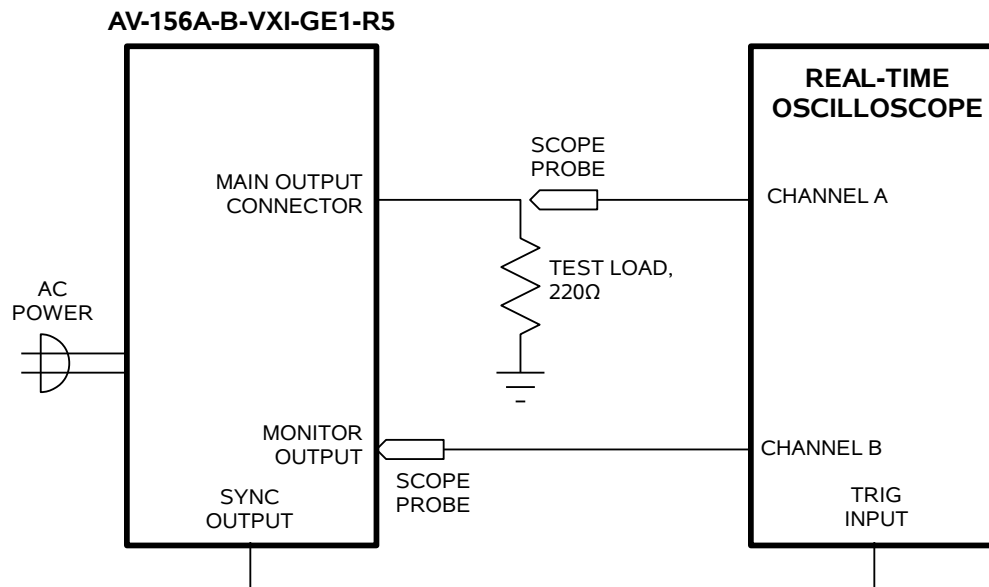 AV-156A-B-VXI-GE1-R5
REAL-TIME
OSCILLOSCOPE
SCOPE
PROBE
MAIN OUTPUT
CONNECTOR
CHANNEL A
TEST LOAD,
220Ω
AC
POWER
MONITOR
OUTPUT
CHANNEL B
SCOPE
PROBE
SYNC
OUTPUT
TRIG
INPUT